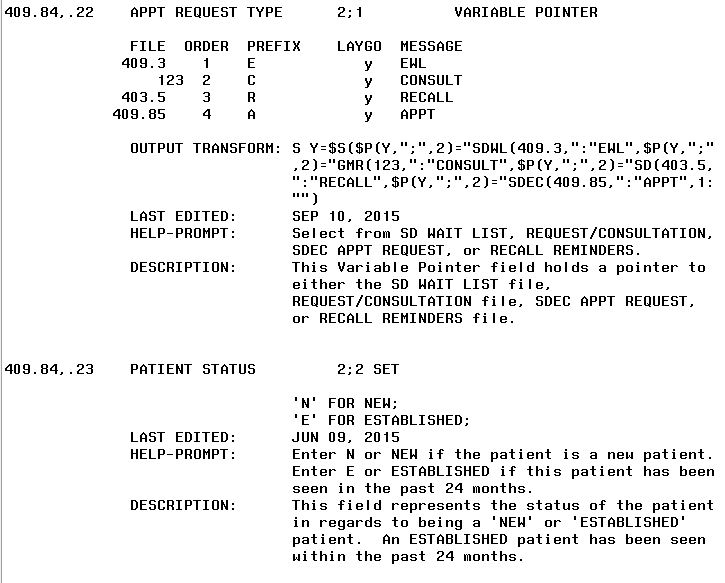 409.84,.22    APPT REQUEST TYPE      2;1          VARIABLE POINTER
FILE  ORDER  PREFIX    LAYGO  MESSAGE
409.3    1    E            y   EWL
123  2    C            y   CONSULT
403.5    3    R            y   RECALL
409.85    4    A            y   APPT
OUTPUT TRANSFORM: S Y=$S($P(Y,";",2)="SDWL(409.3,":"EWL",$P(Y,";"
,2)="GMR(123,":"CONSULT",$P(Y,";",2)="SD(403.5,
":"RECALL",$P(Y,";",2)="SDEC(409.85,":"APPT",1:
"")
LAST EDITED:      SEP 10, 2015
HELP-PROMPT:      Select from SD WAIT LIST, REQUEST/CONSULTATION,
SDEC APPT REQUEST, or RECALL REMINDERS.
DESCRIPTION:      This Variable Pointer field holds a pointer to
either the SD WAIT LIST file,
REQUEST/CONSULTATION file, SDEC APPT REQUEST,
or RECALL REMINDERS file.
409.84,.23    PATIENT STATUS         2;2 SET
'N' FOR NEW;
'E' FOR ESTABLISHED;
LAST EDITED:      JUN 09, 2015
HELP-PROMPT:      Enter N or NEW if the patient is a new patient.
Enter E or ESTABLISHED if this patient has been
seen in the past 24 months.
DESCRIPTION:      This field represents the status of the patient
in regards to being a 'NEW' or 'ESTABLISHED'
patient.  An ESTABLISHED patient has been seen
within the past 24 months.